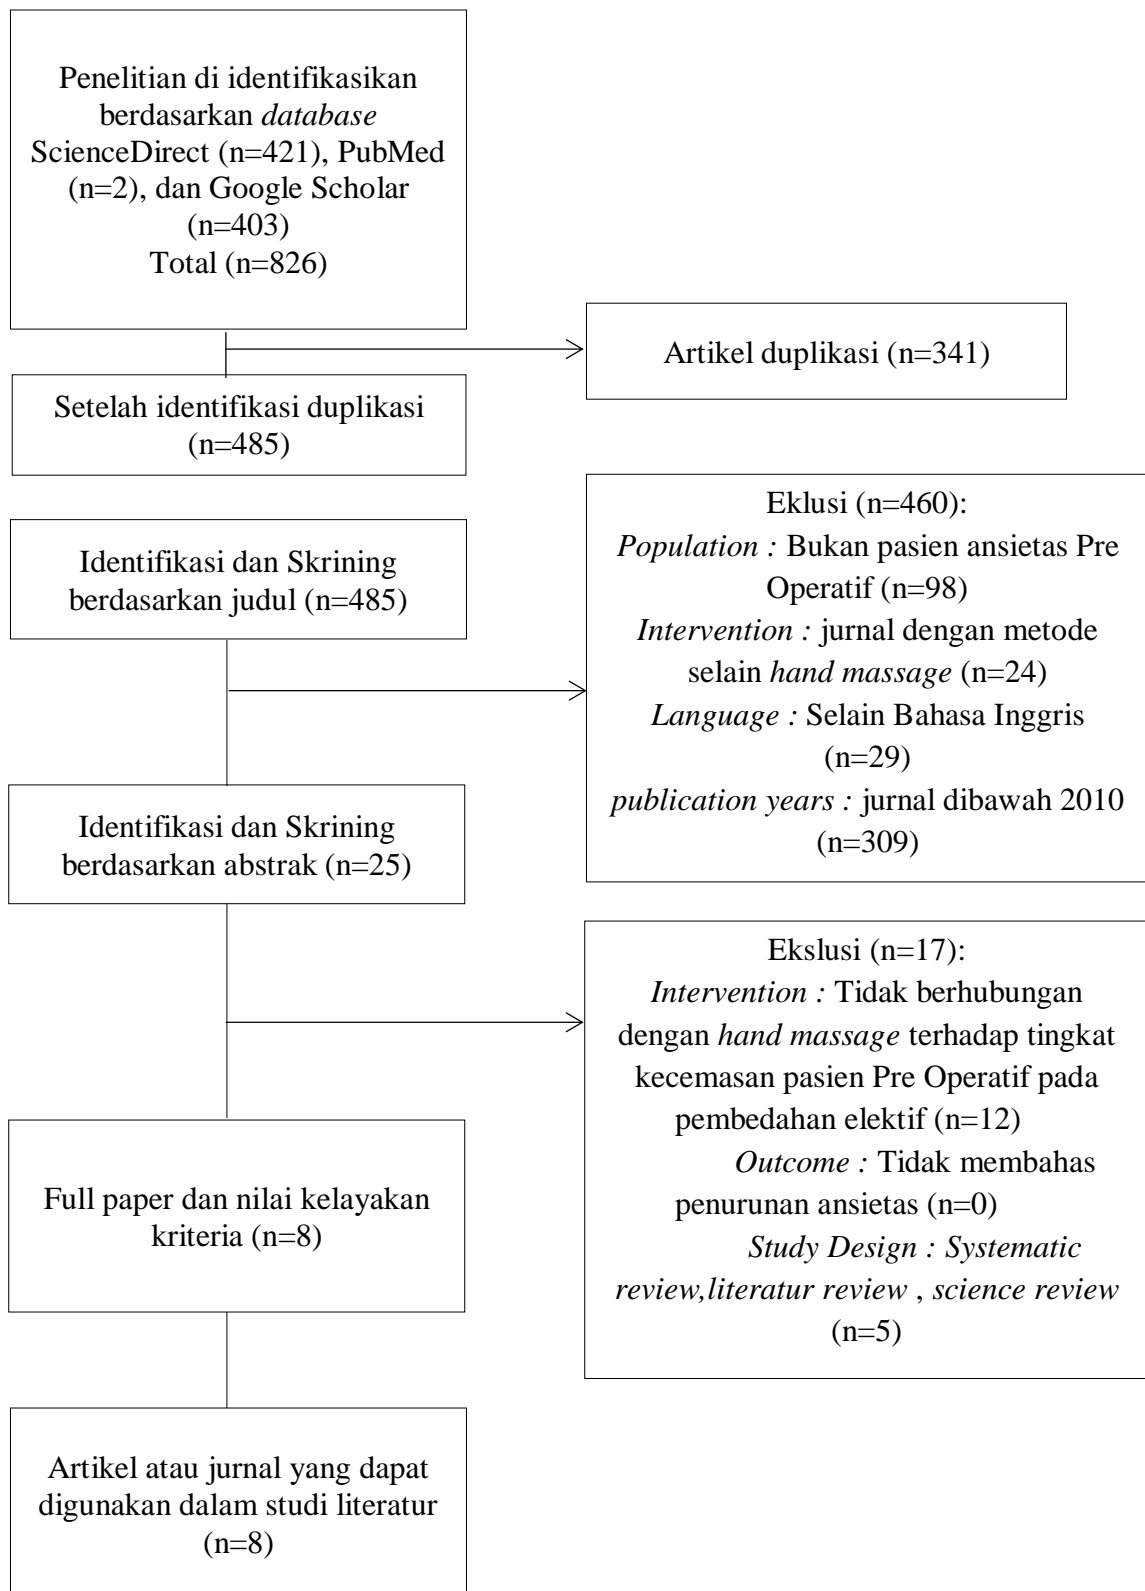 Penelitian di identifikasikan
berdasarkan database
ScienceDirect (n=421), PubMed
(n=2), dan Google Scholar
(n=403)
Total (n=826)
Artikel duplikasi (n=341)
Setelah identifikasi duplikasi
(n=485)
Identifikasi dan Skrining
berdasarkan judul (n=485)
Eklusi (n=460):
Population : Bukan pasien ansietas Pre
Operatif (n=98)
Intervention : jurnal dengan metode
selain hand massage (n=24)
Language : Selain Bahasa Inggris
(n=29)
publication years : jurnal dibawah 2010
(n=309)
Identifikasi dan Skrining
berdasarkan abstrak (n=25)
Ekslusi (n=17):
Intervention : Tidak berhubungan
dengan hand massage terhadap tingkat
kecemasan pasien Pre Operatif pada
pembedahan elektif (n=12)
Outcome : Tidak membahas
penurunan ansietas (n=0)
Study Design : Systematic
review,literatur review , science review
(n=5)
Full paper dan nilai kelayakan
kriteria (n=8)
Artikel atau jurnal yang dapat
digunakan dalam studi literatur
(n=8)